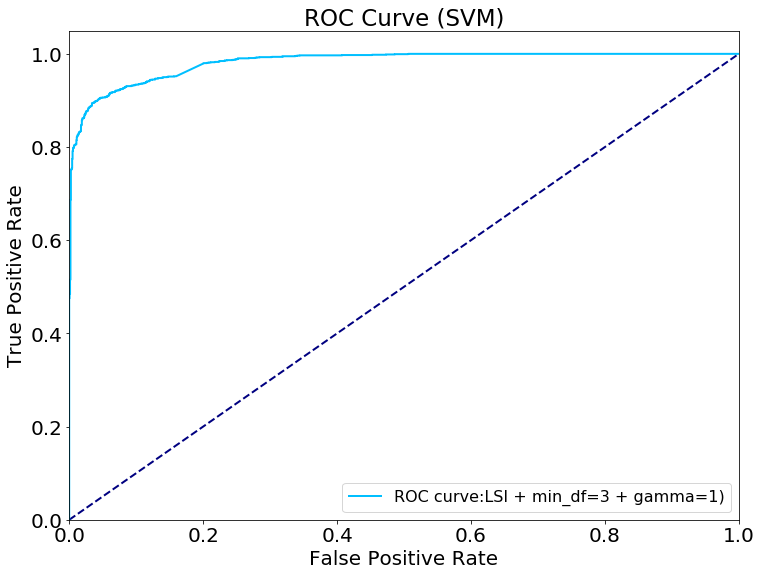 ROC Curve (SVM)
True Positive Rate
1.0
0.8
0.6
0.4
0.2
0.0
0.0 0.2 0.4 0.6 0.8 1.0
False Positive Rate
ROC curve:LSI + min_df=3 + gamma=1)